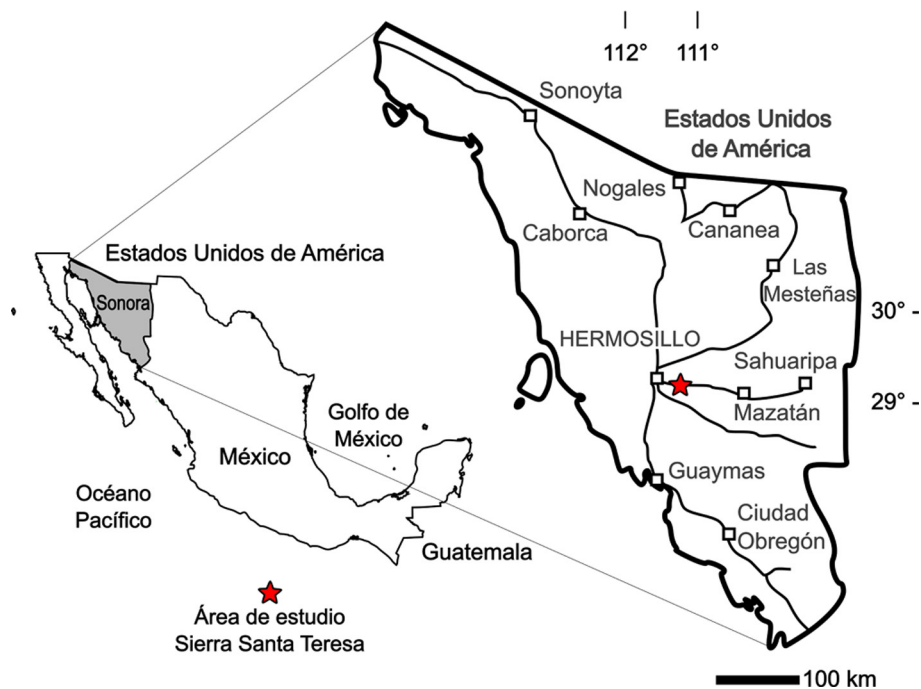 112° 111°
Sonoyta
Estados Unidos
de América
Nogales
Caborca
Cananea
Las
Mesteñas
30°
HERMOSILLO
Sahuaripa
Mazatán
29°
Guaymas
Ciudad
Obregón
100 km
Estados Unidos de América
Sonora
Golfo de
México
México
Océano
Pacífico
Guatemala
Área de estudio
Sierra Santa Teresa